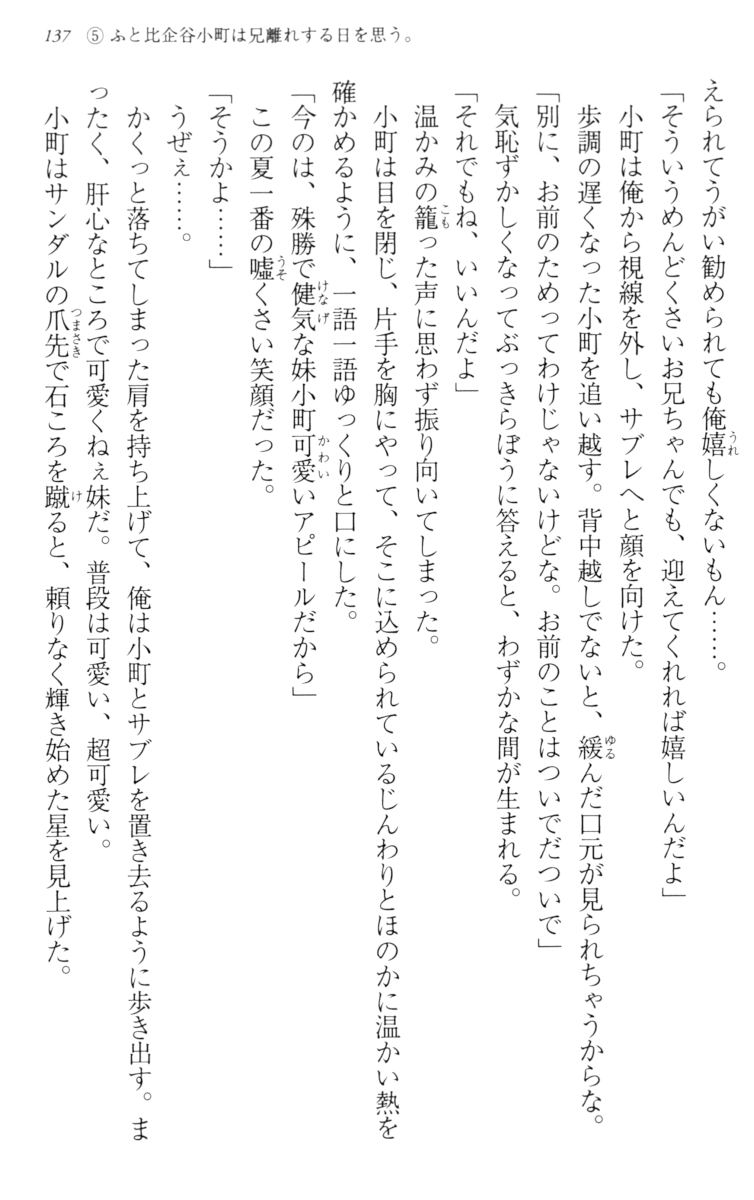 137 ⑤ ふと比企谷小町は兄離れする日を思う。
えられてうがい勧められても俺嬉しくないもん……。
「そういうめんどくさいお兄ちゃんでも、迎えてくれれば嬉しいんだよ」
小町は俺から視線を外し、サブレへと顔を向けた。
歩調の遅くなった小町を追い越す。背中越しでないと、緩んだ口元が見られちゃうからな。
「別に、お前のためってわけじゃないけどな。お前のことはついでだついで」
気恥ずかしくなってぶっきらぼうに答えると、わずかな間が生まれる。
「それでもね、いいんだよ」
温かみの籠った声に思わず振り向いてしまった。
小町は目を閉じ、片手を胸にやって、そこに込められているじんわりとほのかに温かい熱を
確かめるように、一語一語ゆっくりと口にした。
「今のは、殊勝で健気な妹小町可愛いアピールだから」
この夏一番の嘘くさい笑顔だった。
「そうかよ……」
うぜぇ……。
かくっと落ちてしまった肩を持ち上げて、俺は小町とサブレを置き去るように歩き出す。ま
ったく、肝心なところで可愛くねぇ妹だ。普段は可愛い、超可愛い。
小町はサンダルの爪先で石ころを蹴ると、頼りなく輝き始めた星を見上げた。